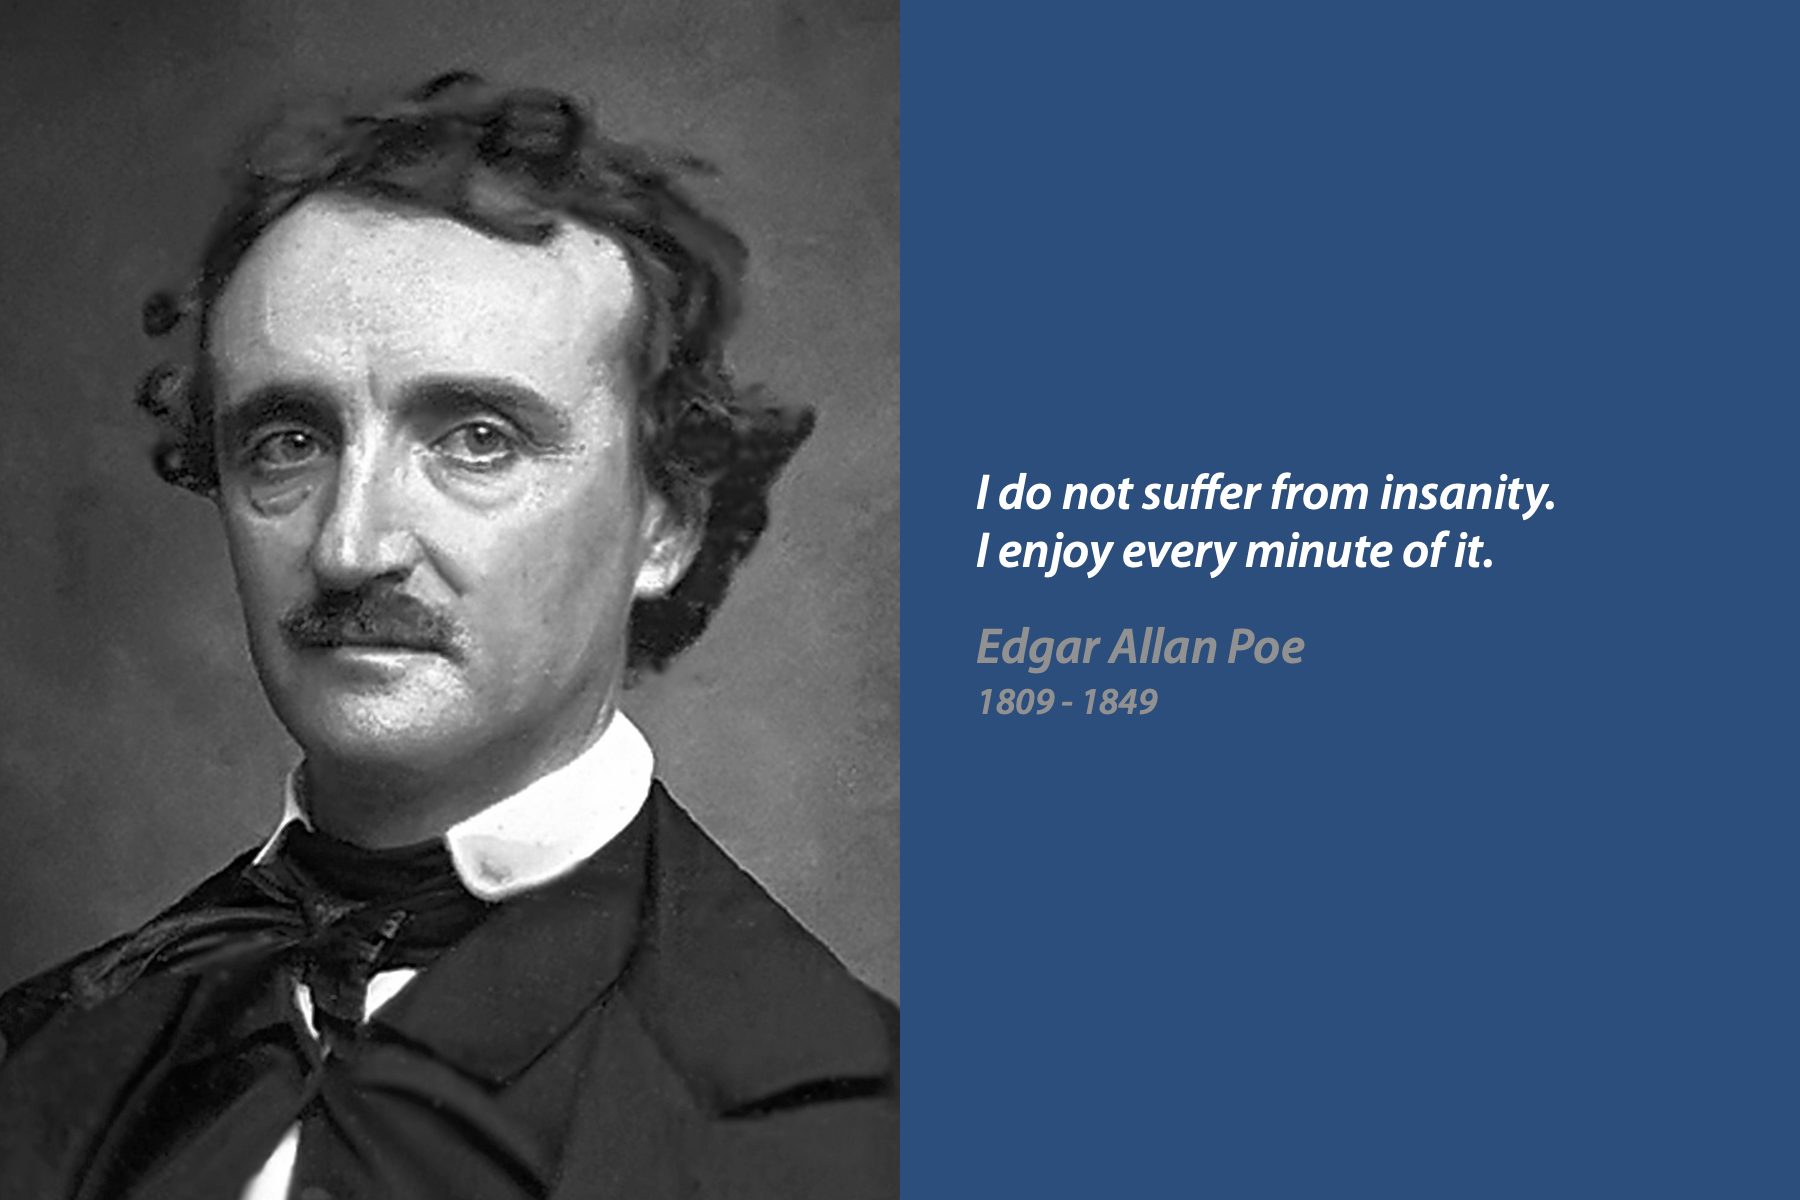 I do not suffer from insanity.
I enjoy every minute of it.
Edgar Allan Poe
1809 - 1849